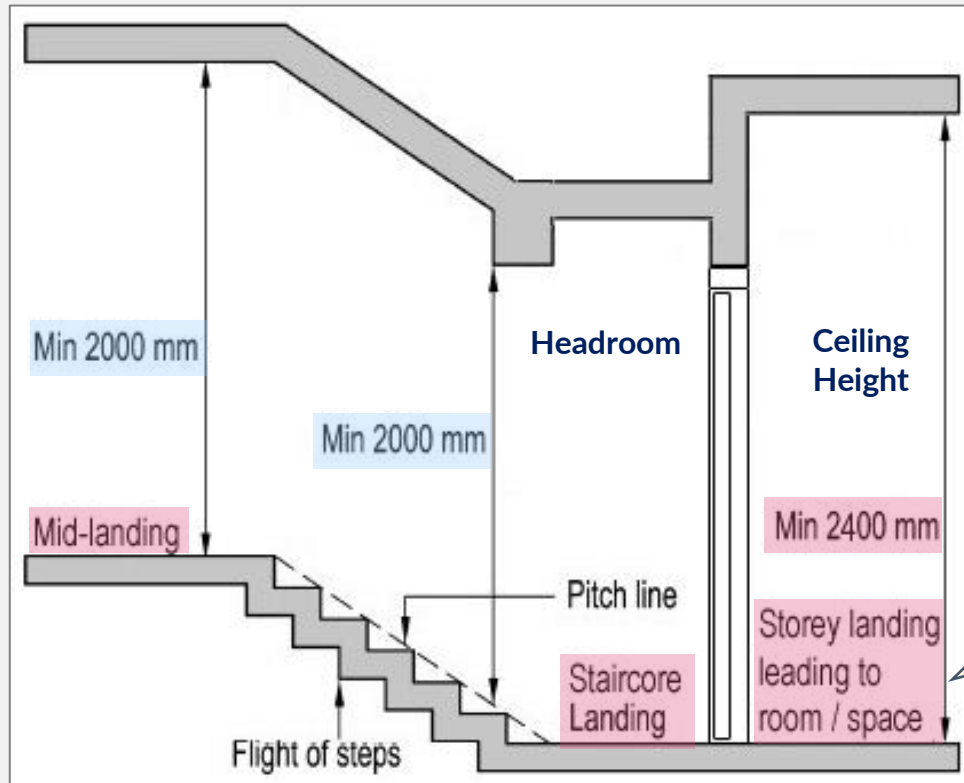 Min 2000 mm
Headroom
Ceiling
Height
Min 2000 mm
Mid-landing
Min 2400 mm
Pitch line
Storey landing
leading to
room / space
Staircore
Landing
Flight of steps